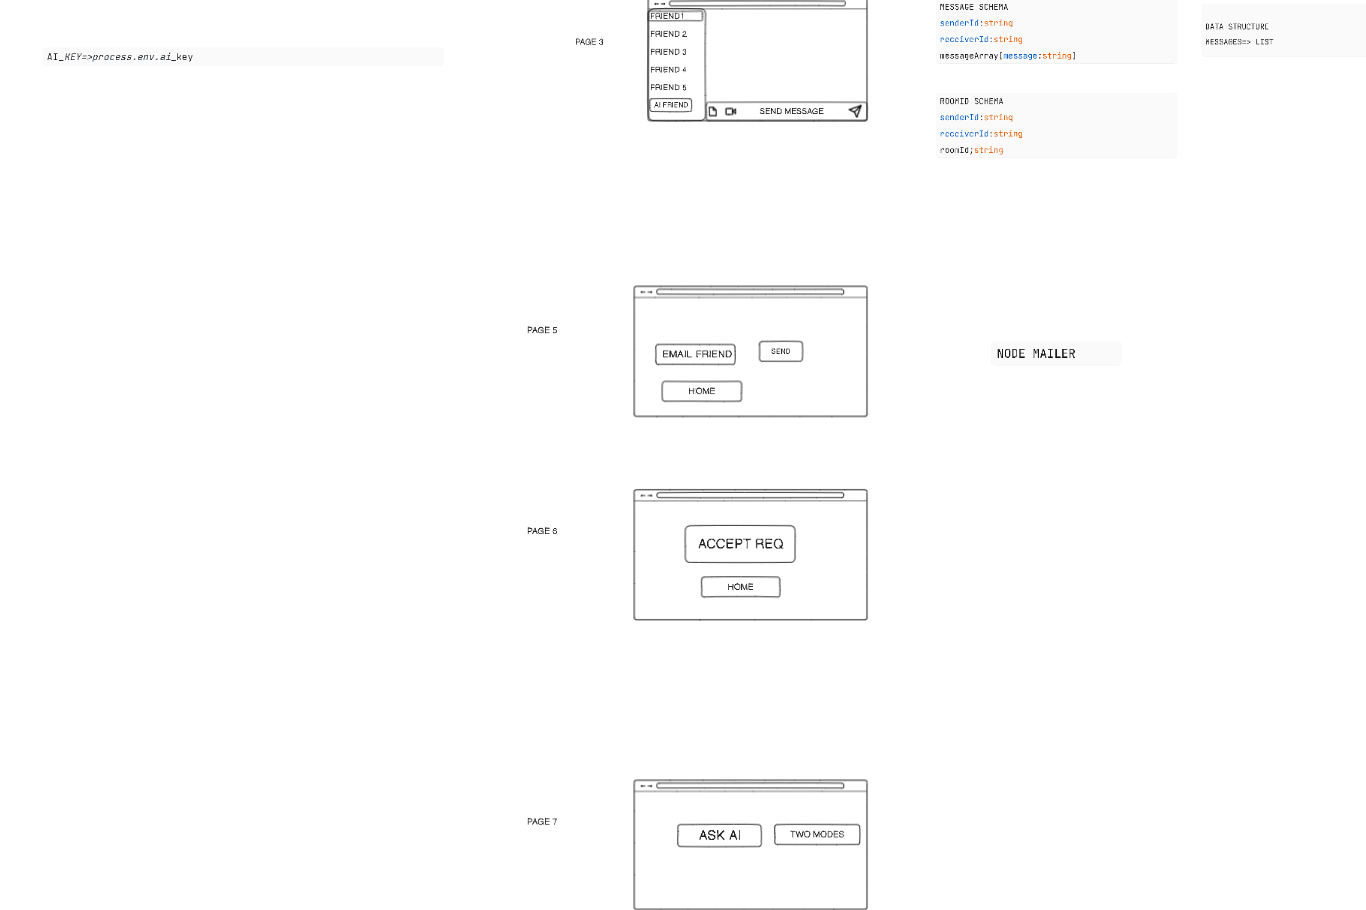 AI_KEY=>process.env.ai_key
PAGE 3
FRIEND 1
FRIEND 2
FRIEND 3
FRIEND 4
FRIEND 5
AI FRIEND
SEND MESSAGE
MESSAGE SCHEMA
senderId:string
receiverId:string
messageArray[message:string]
ROOMID SCHEMA
senderId:string
receiverId:string
roomId;string
DATA STRUCTURE
MESSAGES=> LIST
PAGE 5
EMAIL FRIEND
SEND
HOME
NODE MAILER
PAGE 6
ACCEPT REQ
HOME
PAGE 7
ASK AI
TWO MODES